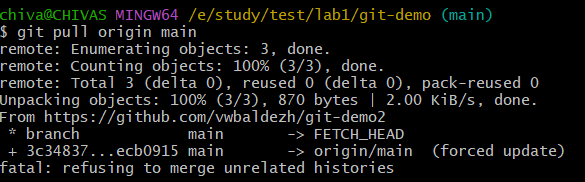 chiva@CHIVAS MINGW64 /e/study/test/lab1/git-demo (main)
$ git pull origin main
remote: Enumerating objects: 3, done.
remote: Counting objects: 100% (3/3), done.
remote: Total 3 (delta 0), reused 0 (delta 0), pack-reused 0
Unpacking objects: 100% (3/3), 870 bytes | 2.00 KiB/s, done.
From https://github.com/vwbaldezh/git-demo2
 * branch            main       -> FETCH_HEAD
 + 3c34837...ecb0915 main       -> origin/main  (forced update)
fatal: refusing to merge unrelated histories